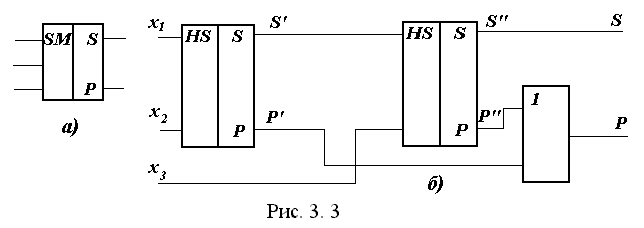 SM S
P
а)
x1 HS S S' HS S S'' S
x2 P P' P P'' 1 P
x3
б)
Рис. 3. 3